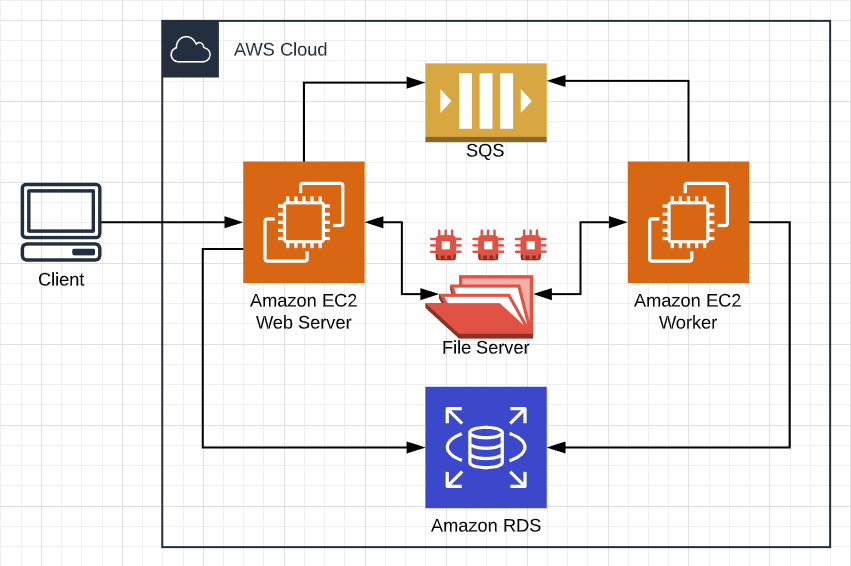 AWS Cloud
SQS
Client
Amazon EC2
Web Server
File Server
Amazon EC2
Worker
Amazon RDS